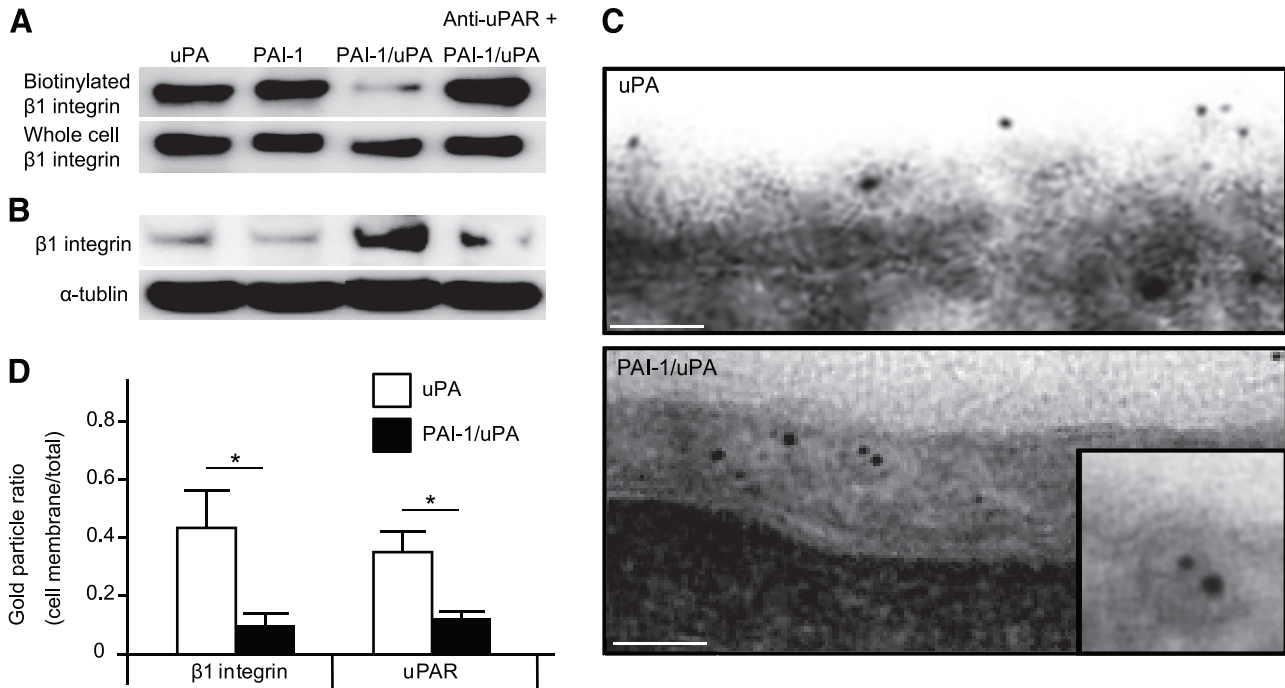 A
Anti-uPAR +
uPA PAI-1 PAI-1/uPA PAI-1/uPA
Biotinylated
β1 integrin
Whole cell
β1 integrin
B
β1 integrin
α-tublin
C
uPA
PAI-1/uPA
D
Gold particle ratio
(cell membrane/total)
0.8
0.6
0.4
0.2
0
uPA
PAI-1/uPA
*
*
β1 integrin
uPAR